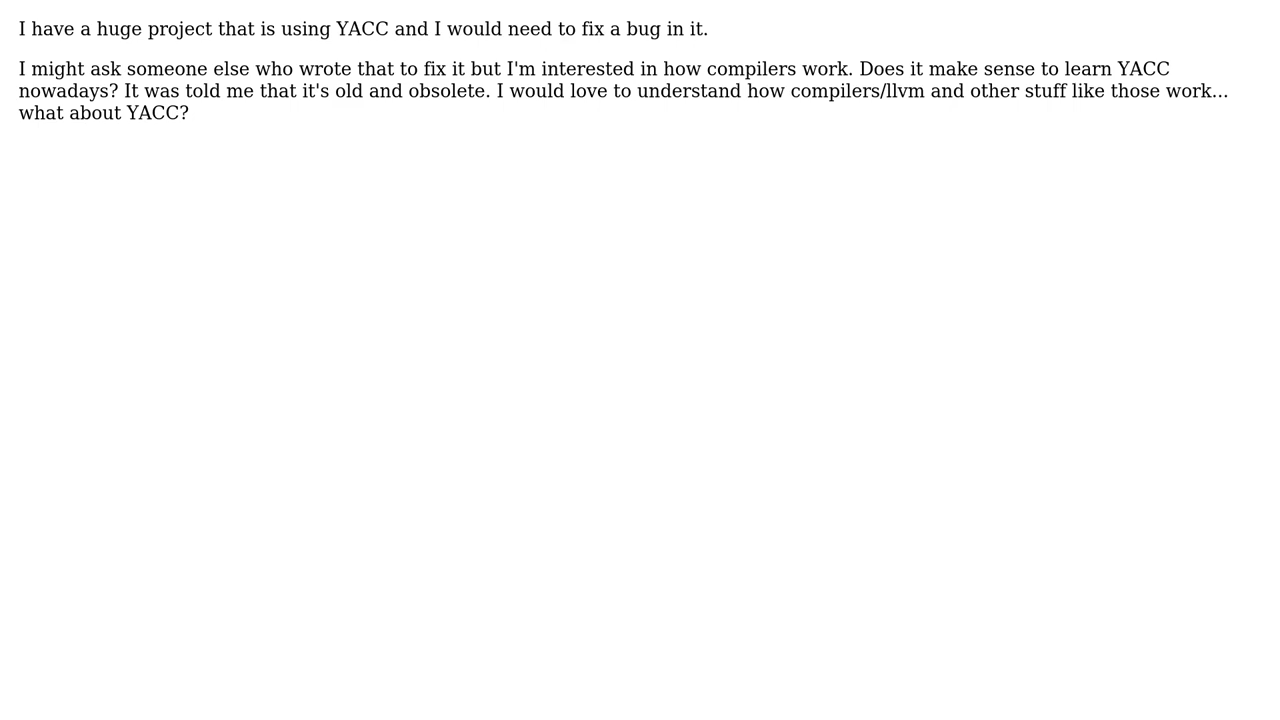 I have a huge project that is using YACC and I would need to fix a bug in it.
I might ask someone else who wrote that to fix it but I'm interested in how compilers work. Does it make sense to learn YACC
nowadays? It was told me that it's old and obsolete. I would love to understand how compilers/llvm and other stuff like those work...
what about YACC?